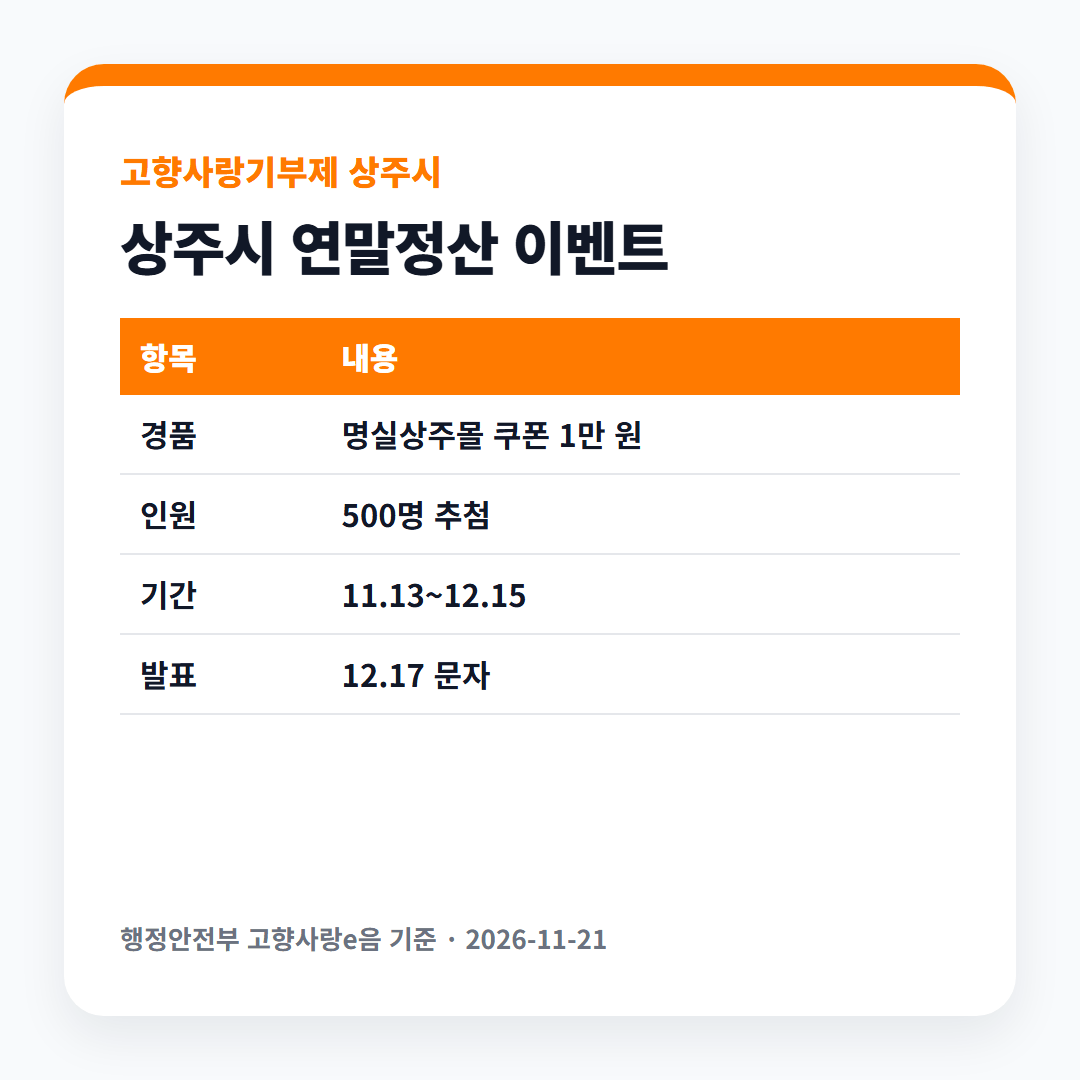 고향사랑기부제 상주시
상주시 연말정산 이벤트
항목 내용
경품 명실상주몰 쿠폰 1만 원
인원 500명 추첨
기간 11.13~12.15
발표 12.17 문자
행정안전부 고향사랑e음 기준 · 2026-11-21